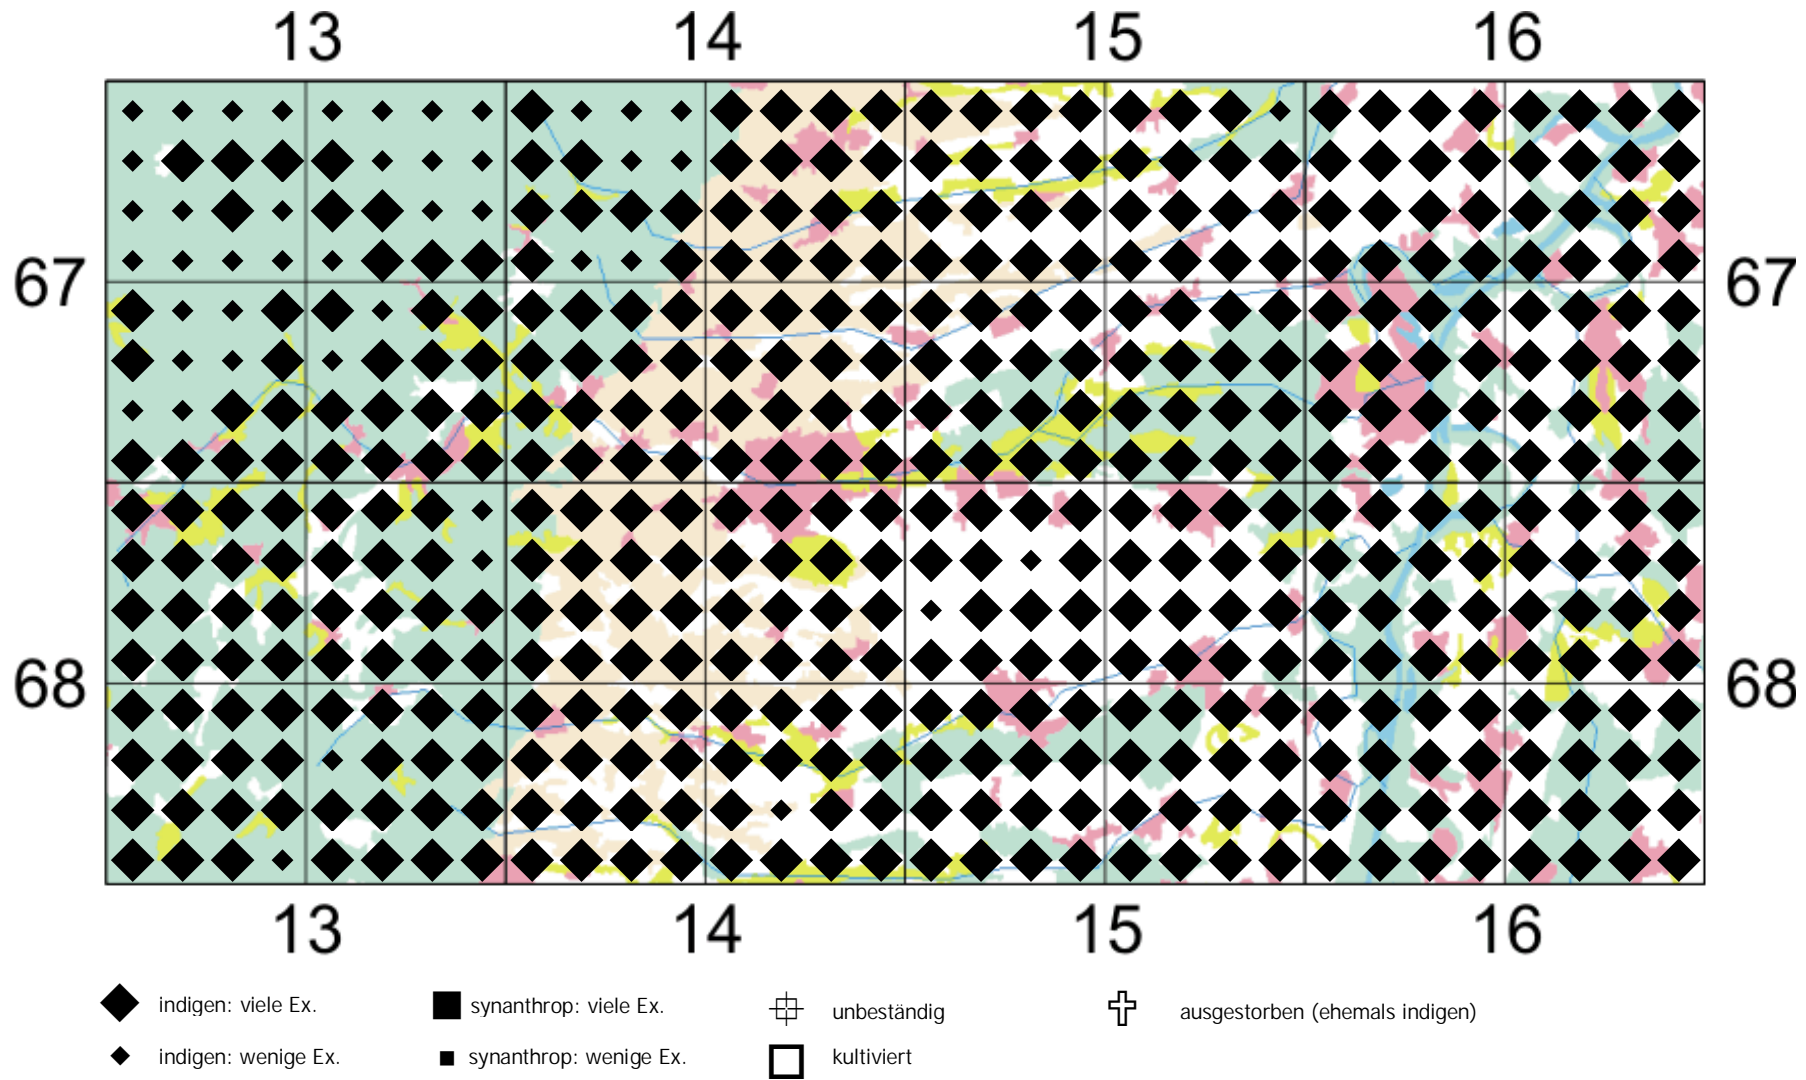 13 14 15 16
67 67
68 68
13 14 15 16
indigen: viele Ex. synanthrop: viele Ex. unbeständig ausgestorben (ehemals indigen)
indigen: wenige Ex. synanthrop: wenige Ex. kultiviert